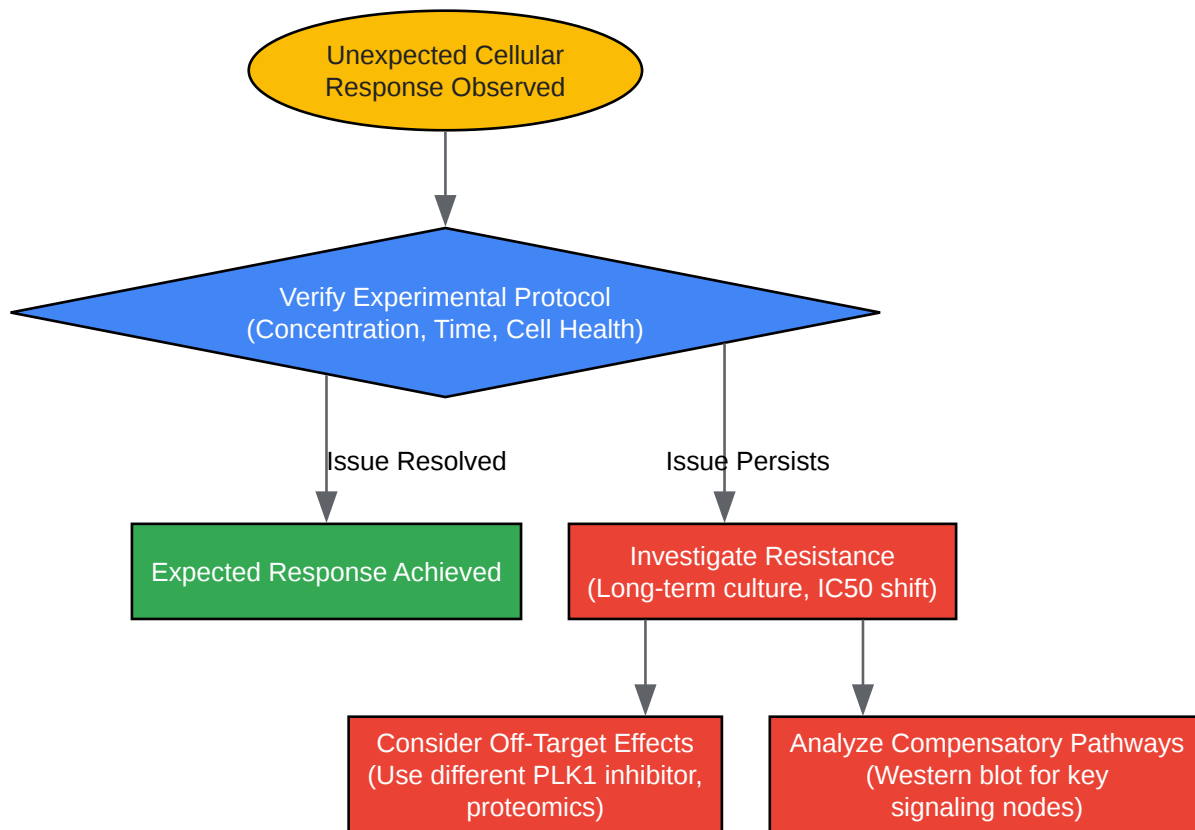 Unexpected Cellular
Response Observed
Verify Experimental Protocol
(Concentration, Time, Cell Health)
Issue Resolved
Issue Persists
Expected Response Achieved
Investigate Resistance
(Long-term culture, IC50 shift)
Consider Off-Target Effects
(Use different PLK1 inhibitor,
proteomics)
Analyze Compensatory Pathways
(Western blot for key
signaling nodes)